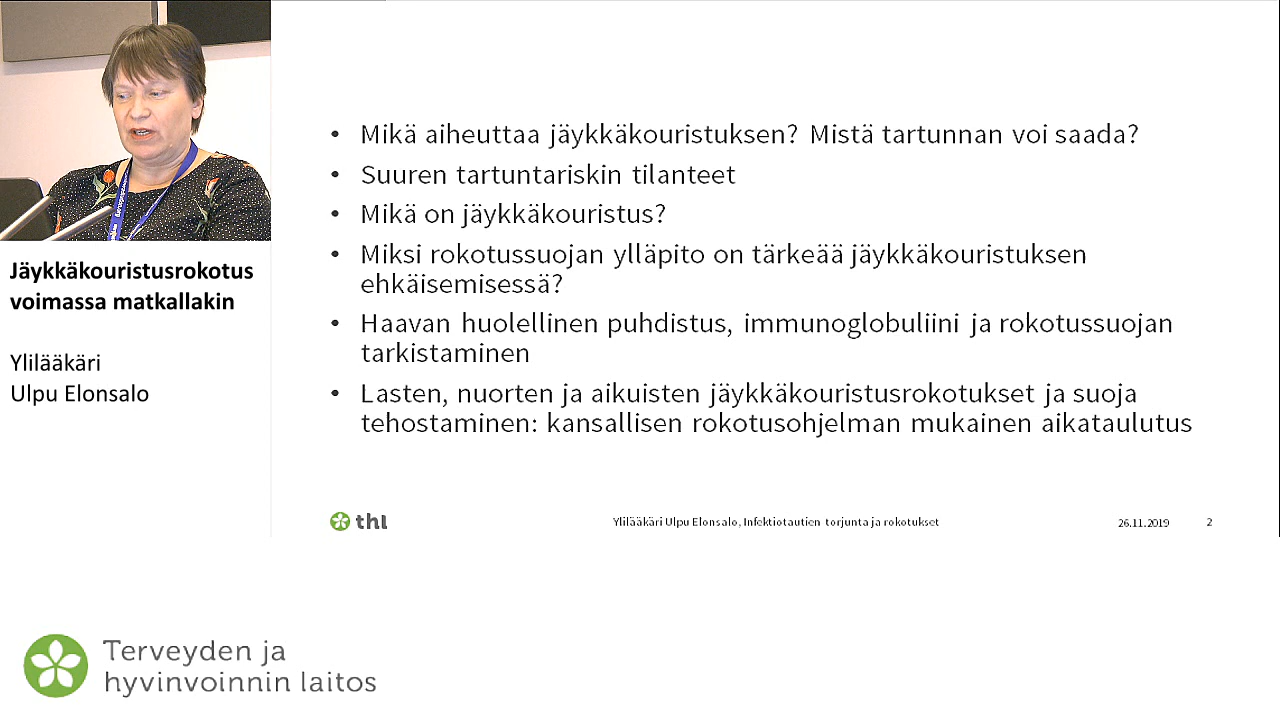 Jäykkäkouristusrokotus
voimassa matkallakin
Ylilääkäri
Ulpu Elonsalo
• Mikä aiheuttaa jäykkäkouristuksen? Mistä tartunnan voi saada?
• Suuren tartuntariskin tilanteet
• Mikä on jäykkäkouristus?
• Miksi rokotussuojan ylläpito on tärkeää jäykkäkouristuksen
ehkäisemisessä?
• Haavan huolellinen puhdistus, immunoglobuliini ja rokotussuojan
tarkistaminen
• Lasten, nuorten ja aikuisten jäykkäkouristusrokotukset ja suoja
tehostaminen: kansallisen rokotusohjelman mukainen aikataulutus
thl
Ylilääkäri Ulpu Elonsalo, Infektiotautien torjunta ja rokotukset
26.11.2019
2
Terveyden ja
hyvinvoinnin laitos